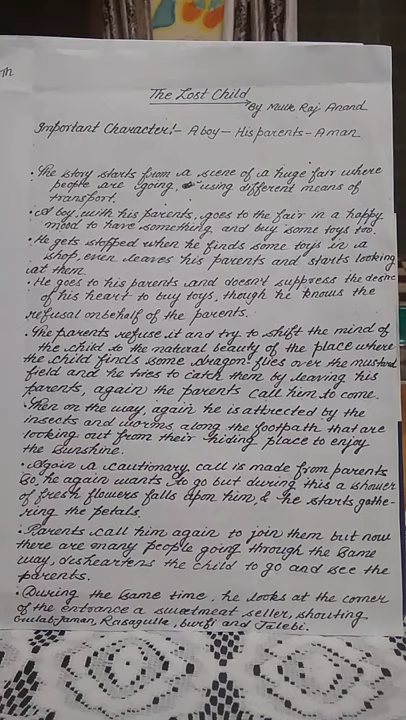 Th
The Lost Child
By Mulk Raj Anand
Important Character:- A boy - His parents - A man
• The story starts from a scene of a huge fair where
people are going, using different means of
transport.
• A boy, with his parents, goes to the fair in a happy
mood to have something, and buy some toys too.
• He gets stopped when he finds some toys in a
shop, even leaves his parents and starts looking
at them.
• He goes to his parents and doesn't suppress the desire
of his heart to buy toys, though he knows the
refusal onbehalf of the parents.
• The parents refuse it and try to shift the mind of
the child to the natural beauty of the place where
the child finds some dragon flies over the mustard
field and he tries to catch them by leaving his
parents, again the parents call him to come.
• Then on the way, again he is attrected by the
insects and worms, along the footpath that are
looking out from their hiding place to enjoy
the sunshine.
• Again a cautionary call is made from parents
So, he again wants to go but during this a shower
of fresh flowers falls upon him, & he starts gathe-
ring the petals,
• Parents call him again to join them but now
there are many people going through the same
way, disheartens the child to go and see the
parents.
• During the same time, he looks at the corner
of the entrance a sweetmeat seller, shouting
Gulab-Jaman, Rasagulla, burfi and Jalebi.